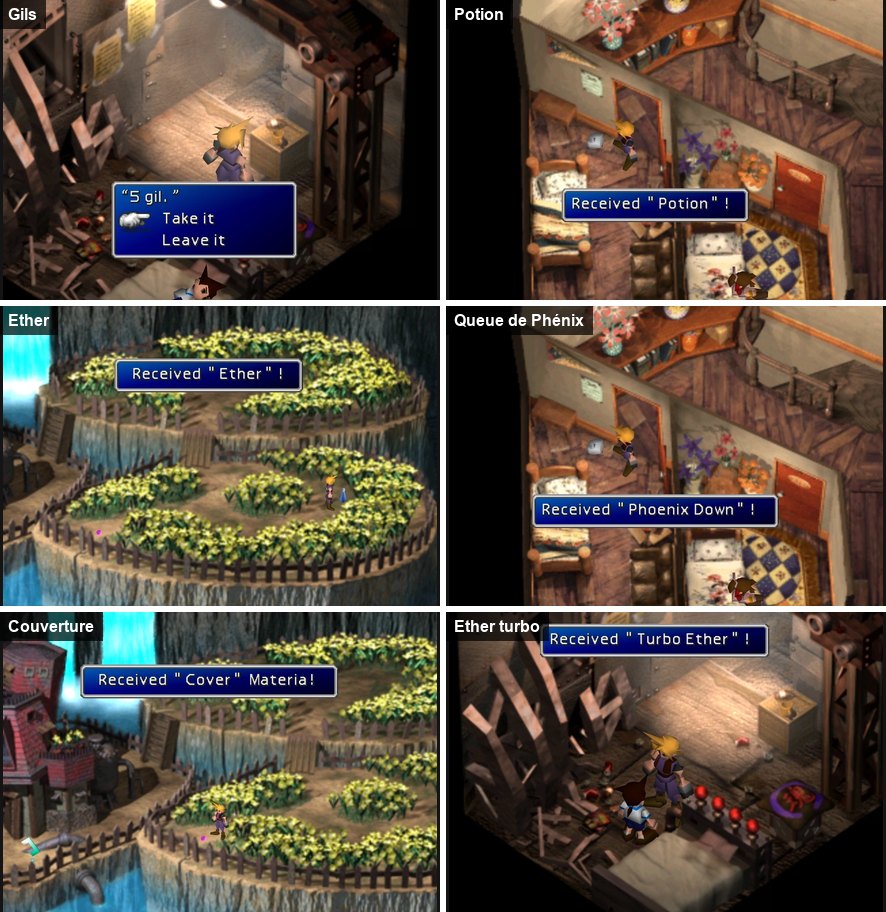 Gils
"5 gil."
Take it
Leave it
Potion
Received "Potion" !
Ether
Received "Ether" !
Queue de Phénix
Received "Phoenix Down" !
Couverture
Received "Cover" Materia!
Ether turbo
Received "Turbo Ether" !